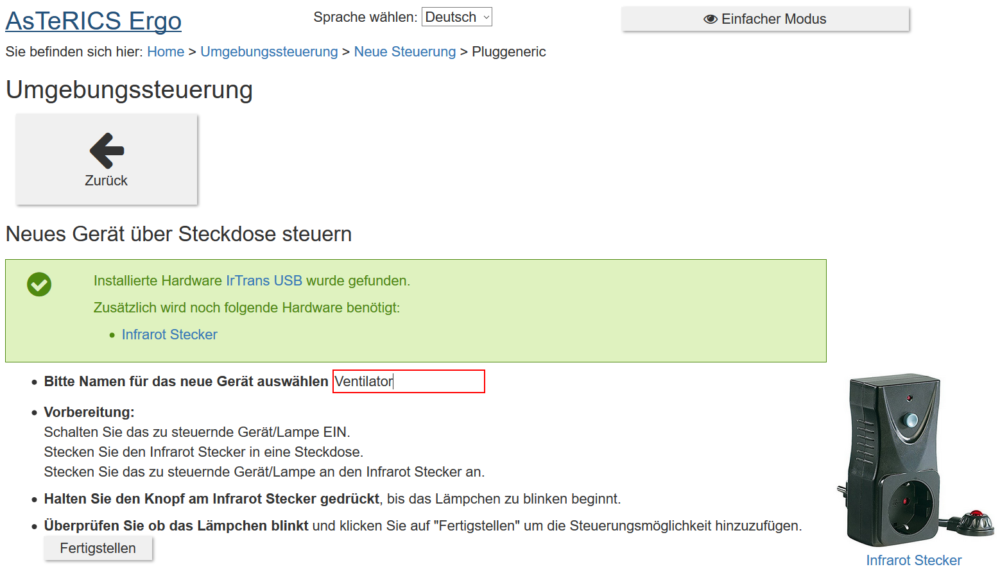 AsTeRICS Ergo
Sprache wählen: Deutsch
Einfacher Modus
Sie befinden sich hier: Home > Umgebungssteuerung > Neue Steuerung > Pluggeneric
Umgebungssteuerung
Zurück
Neues Gerät über Steckdose steuern
Installierte Hardware IrTrans USB wurde gefunden.
Zusätzlich wird noch folgende Hardware benötigt:
• Infrarot Stecker
• Bitte Namen für das neue Gerät auswählen Ventilator
• Vorbereitung:
Schalten Sie das zu steuernde Gerät/Lampe EIN.
Stecken Sie den Infrarot Stecker in eine Steckdose.
Stecken Sie das zu steuernde Gerät/Lampe an den Infrarot Stecker an.
• Halten Sie den Knopf am Infrarot Stecker gedrückt, bis das Lämpchen zu blinken beginnt.
• Überprüfen Sie ob das Lämpchen blinkt und klicken Sie auf "Fertigstellen" um die Steuerungsmöglichkeit hinzuzufügen.
Fertigstellen
Infrarot Stecker